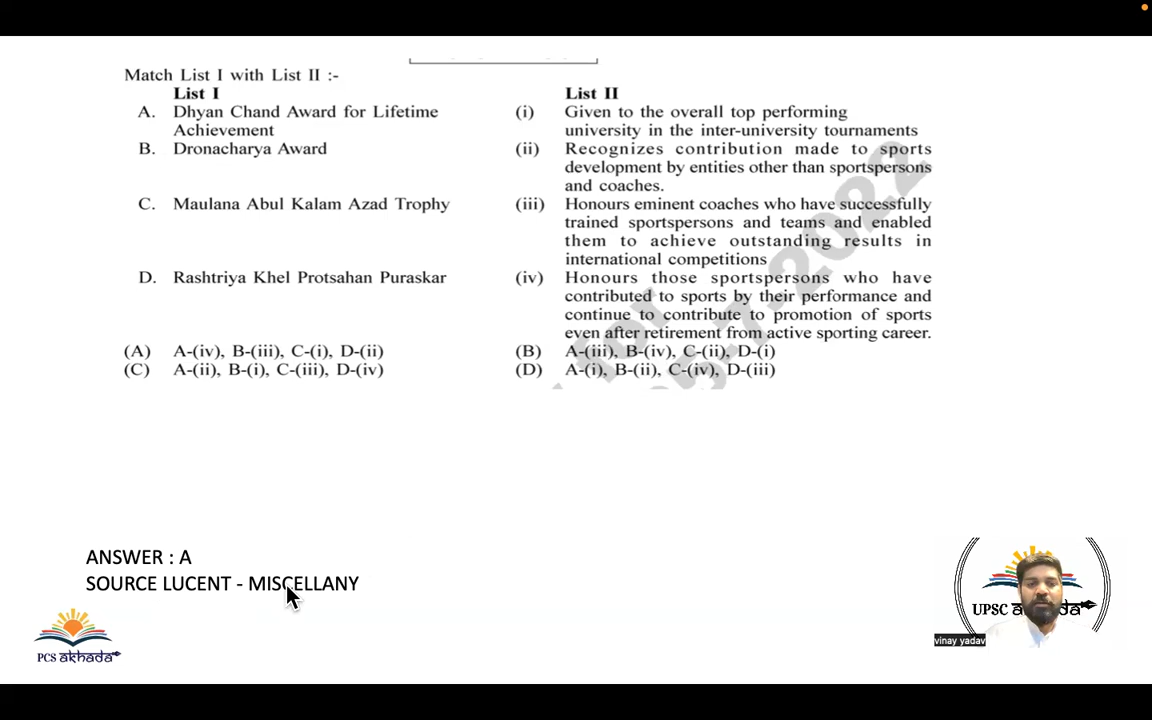 Match List I with List II :-
List I List II
A. Dhyan Chand Award for Lifetime (i) Given to the overall top performing
Achievement university in the inter-university tournaments
B. Dronacharya Award (ii) Recognizes contribution made to sports
development by entities other than sportspersons
and coaches.
C. Maulana Abul Kalam Azad Trophy (iii) Honours eminent coaches who have successfully
trained sportspersons and teams and enabled
them to achieve outstanding results in
international competitions
D. Rashtriya Khel Protsahan Puraskar (iv) Honours those sportspersons who have
contributed to sports by their performance and
continue to contribute to promotion of sports
even after retirement from active sporting career.
(A) A-(iv), B-(iii), C-(i), D-(ii) (B) A-(iii), B-(iv), C-(ii), D-(i)
(C) A-(ii), B-(i), C-(iii), D-(iv) (D) A-(i), B-(ii), C-(iv), D-(iii)
ANSWER : A
SOURCE LUCENT - MISCELLANY
PCS akhada
UPSC
vinay yadav